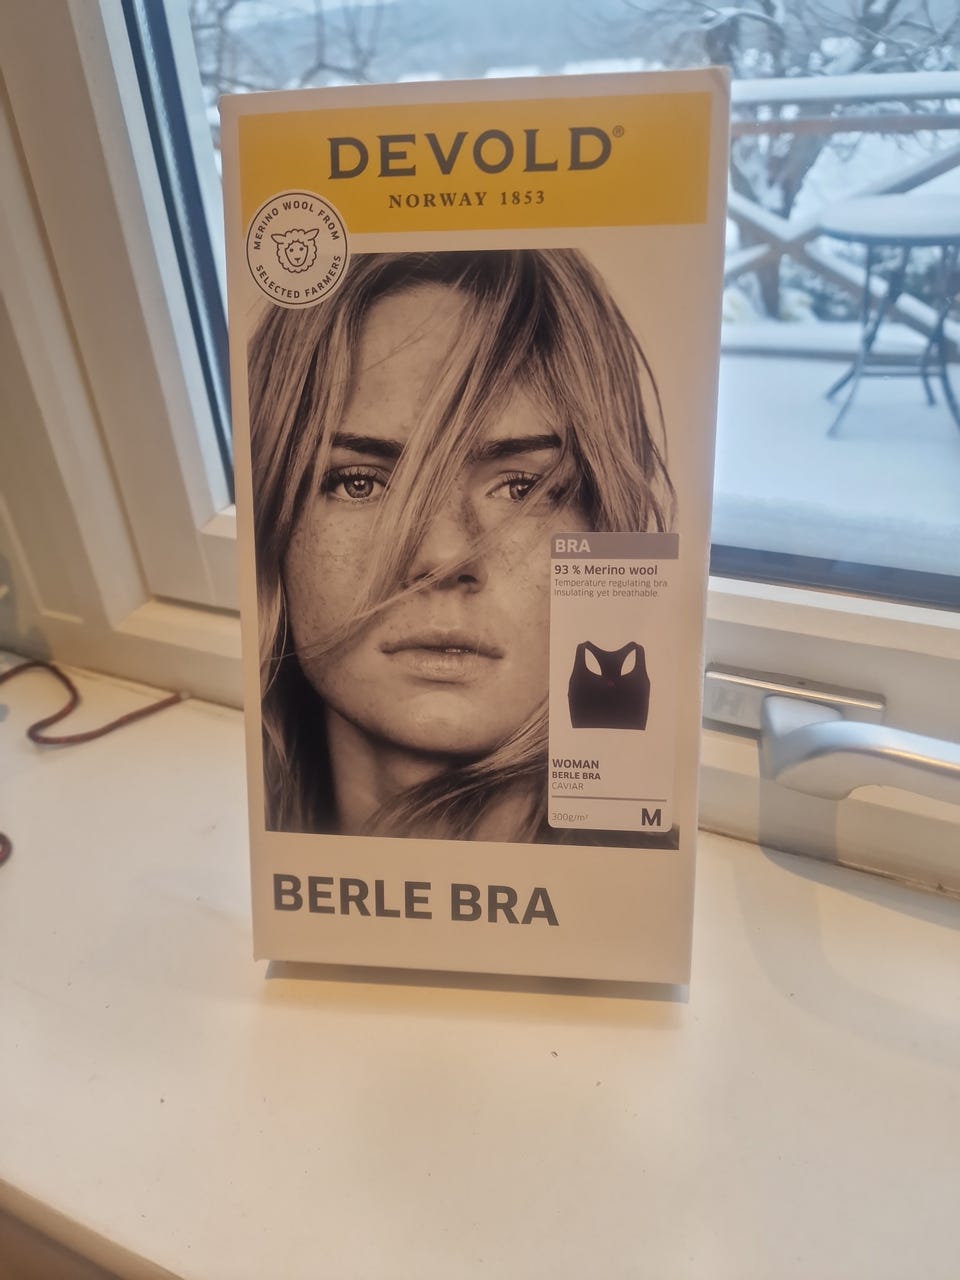 DEVOLD®
NORWAY 1853
MERINO WOOL FROM
SELECTED FARMERS
BRA
93 % Merino wool
Temperature regulating bra
Insulating yet breathable
WOMAN
BERLE BRA
CAVIAR
300g/m²
M
BERLE BRA